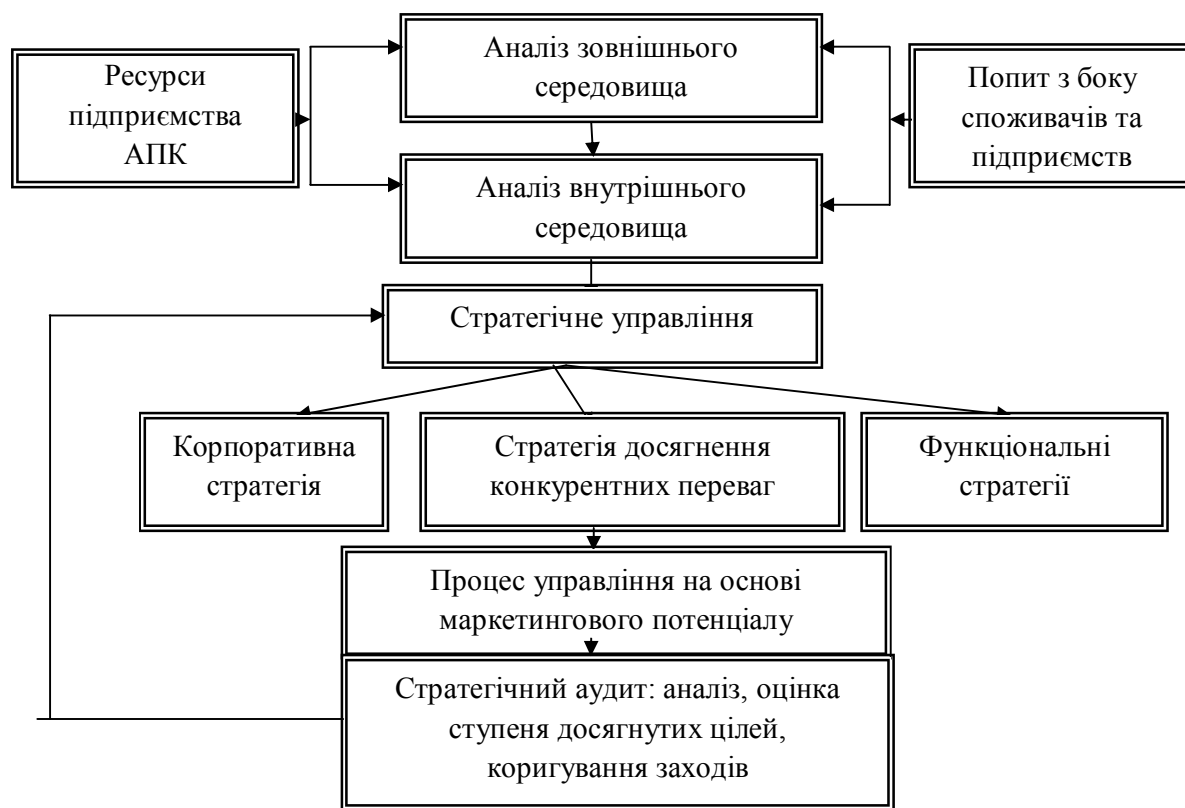 Аналіз зовнішнього
середовища
Ресурси
підприємства
АПК
Попит з боку
споживачів та
підприємств
Аналіз внутрішнього
середовища
Стратегічне управління
Корпоративна
стратегія
Стратегія досягнення
конкурентних переваг
Функціональні
стратегії
Процес управління на основі
маркетингового потенціалу
Стратегічний аудит: аналіз, оцінка
ступеня досягнутих цілей,
коригування заходів